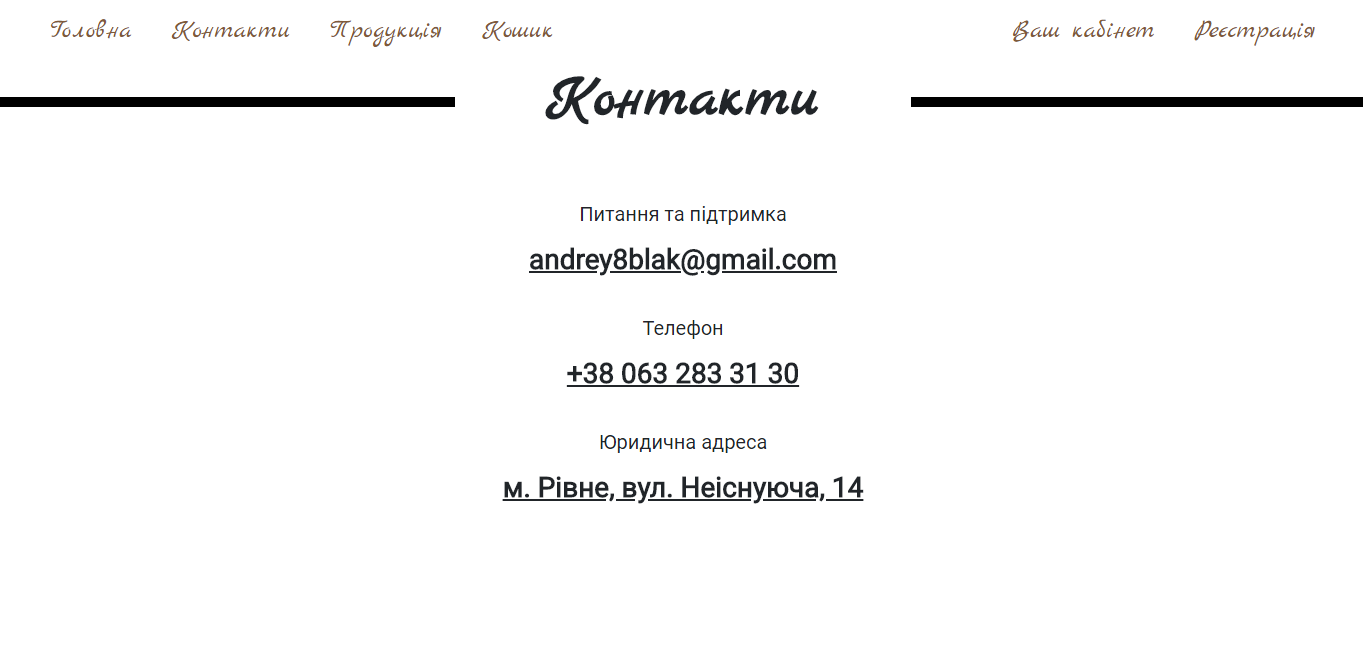 Головна Контакти Продукція Кошик Ваш кабінет Реєстрація
Контакти
Питання та підтримка
andrey8blak@gmail.com
Телефон
+38 063 283 31 30
Юридична адреса
м. Рівне, вул. Неіснуюча, 14